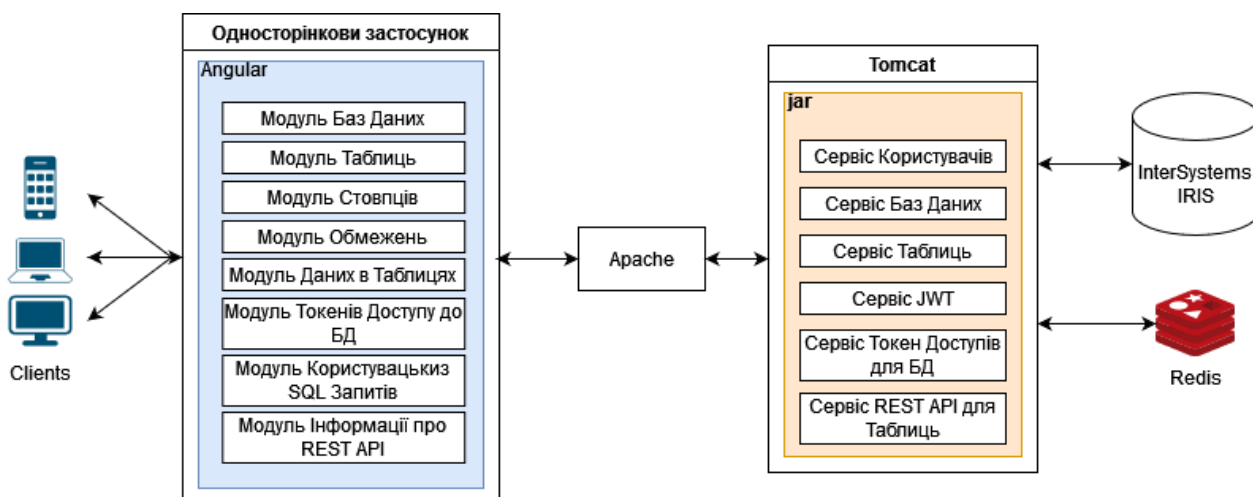 Односторінкови застосунок
Angular
Модуль Баз Даних
Модуль Таблиць
Модуль Стовпців
Модуль Обмежень
Модуль Даних в Таблицях
Модуль Токенів Доступу до
БД
Модуль Користувацькиз
SQL Запитів
Модуль Інформації про
REST API
Clients
Apache
Tomcat
jar
Сервіс Користувачів
Сервіс Баз Даних
Сервіс Таблиць
Сервіс JWT
Сервіс Токен Доступів
для БД
Сервіс REST API для
Таблиць
InterSystems
IRIS
Redis